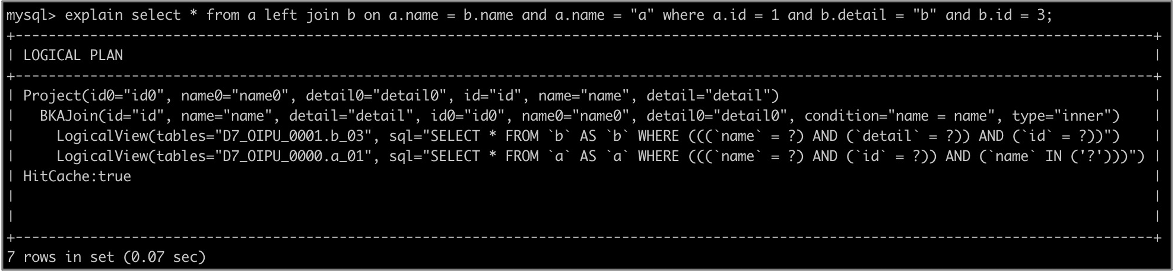 mysql> explain select * from a left join b on a.name = b.name and a.name = "a" where a.id = 1 and b.detail = "b" and b.id = 3;
+-----------------------------------------------------------------------------------------------------------------------------------------+
| LOGICAL PLAN |
+-----------------------------------------------------------------------------------------------------------------------------------------+
| Project(id0="id0", name0="name0", detail0="detail0", id="id", name="name", detail="detail") |
|   BKAJoin(id="id", name="name", detail="detail", id0="id0", name0="name0", detail0="detail0", condition="name = name", type="inner") |
|     LogicalView(tables="D7_OIPU_0001.b_03", sql="SELECT * FROM `b` AS `b` WHERE (((`name` = ?) AND (`detail` = ?)) AND (`id` = ?))") |
|     LogicalView(tables="D7_OIPU_0000.a_01", sql="SELECT * FROM `a` AS `a` WHERE (((`name` = ?) AND (`id` = ?)) AND (`name` IN ('?')))") |
| HitCache:true |
| |
| |
+-----------------------------------------------------------------------------------------------------------------------------------------+
7 rows in set (0.07 sec)